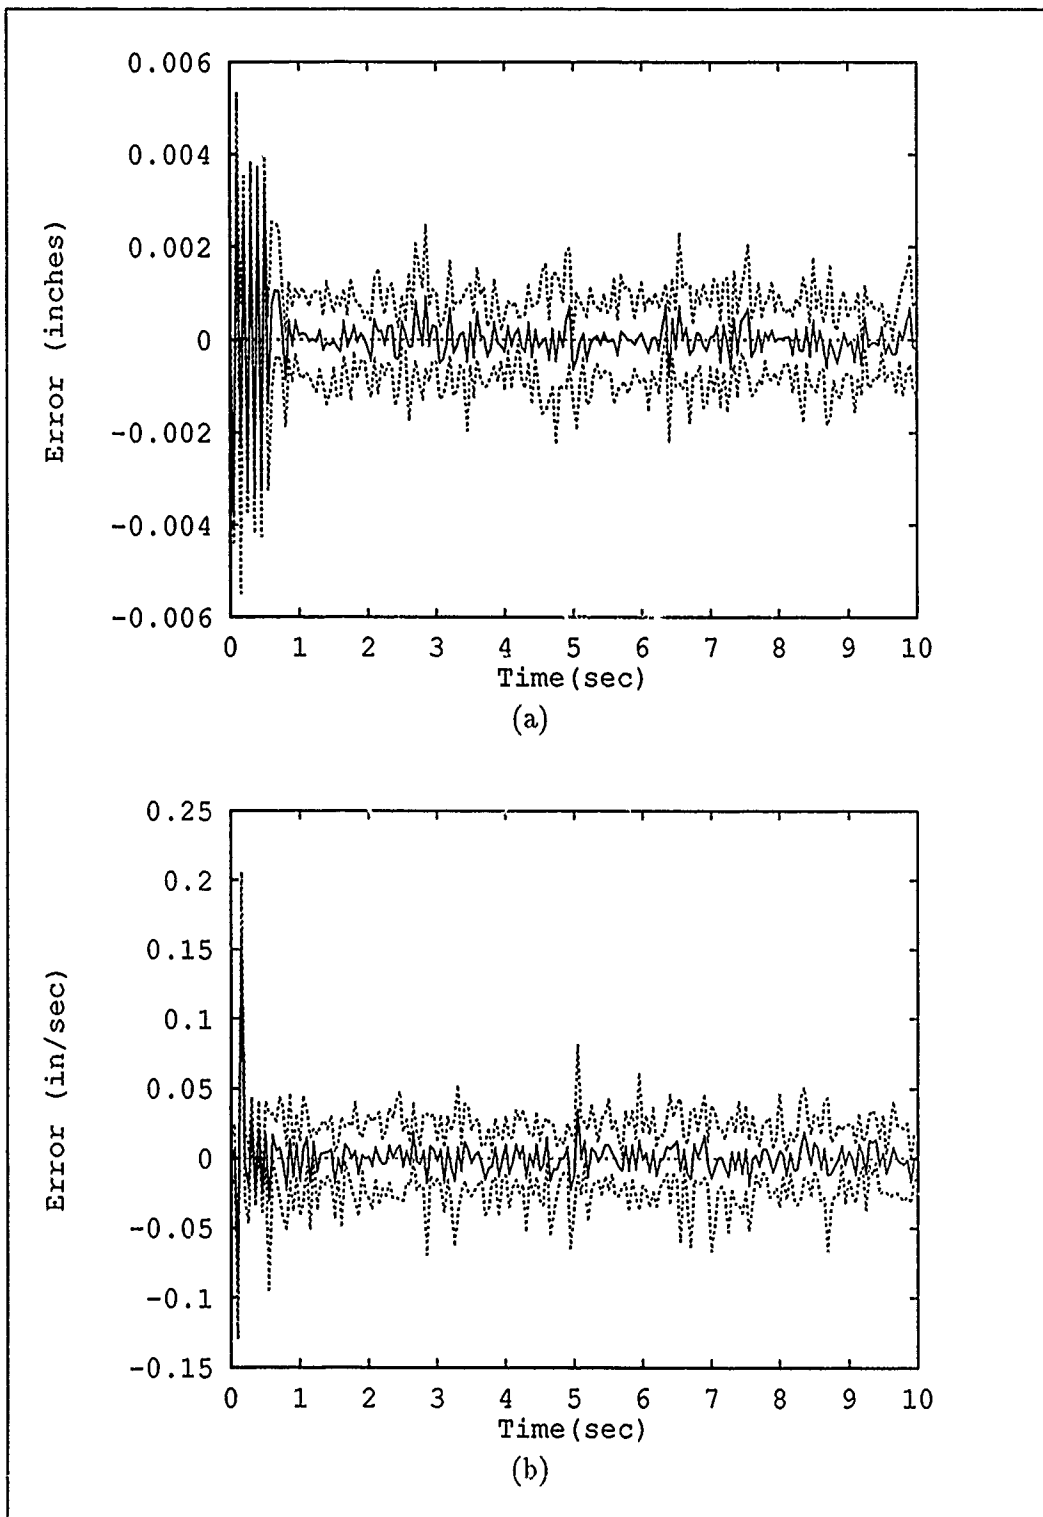 0.006
0.004
0.002
0
-0.002
-0.004
-0.006
Error (inches)
0 1 2 3 4 5 6 7 8 9 10
Time(sec)
(a)
0.25
0.2
0.15
0.1
0.05
0
-0.05
-0.1
-0.15
Error (in/sec)
0 1 2 3 4 5 6 7 8 9 10
Time(sec)
(b)